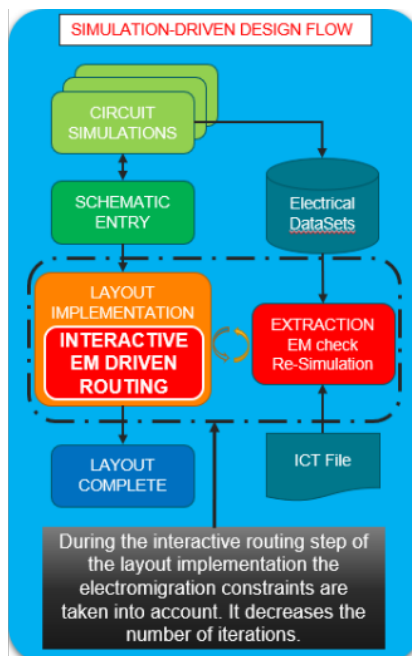 SIMULATION-DRIVEN DESIGN FLOW
CIRCUIT
SIMULATIONS
SCHEMATIC
ENTRY
Electrical
DataSets
LAYOUT
IMPLEMENTATION
INTERACTIVE
EM DRIVEN
ROUTING
EXTRACTION
EM check
Re-Simulation
LAYOUT
COMPLETE
ICT File
During the interactive routing step of
the layout implementation the
electromigration constraints are
taken into account. It decreases the
number of iterations.